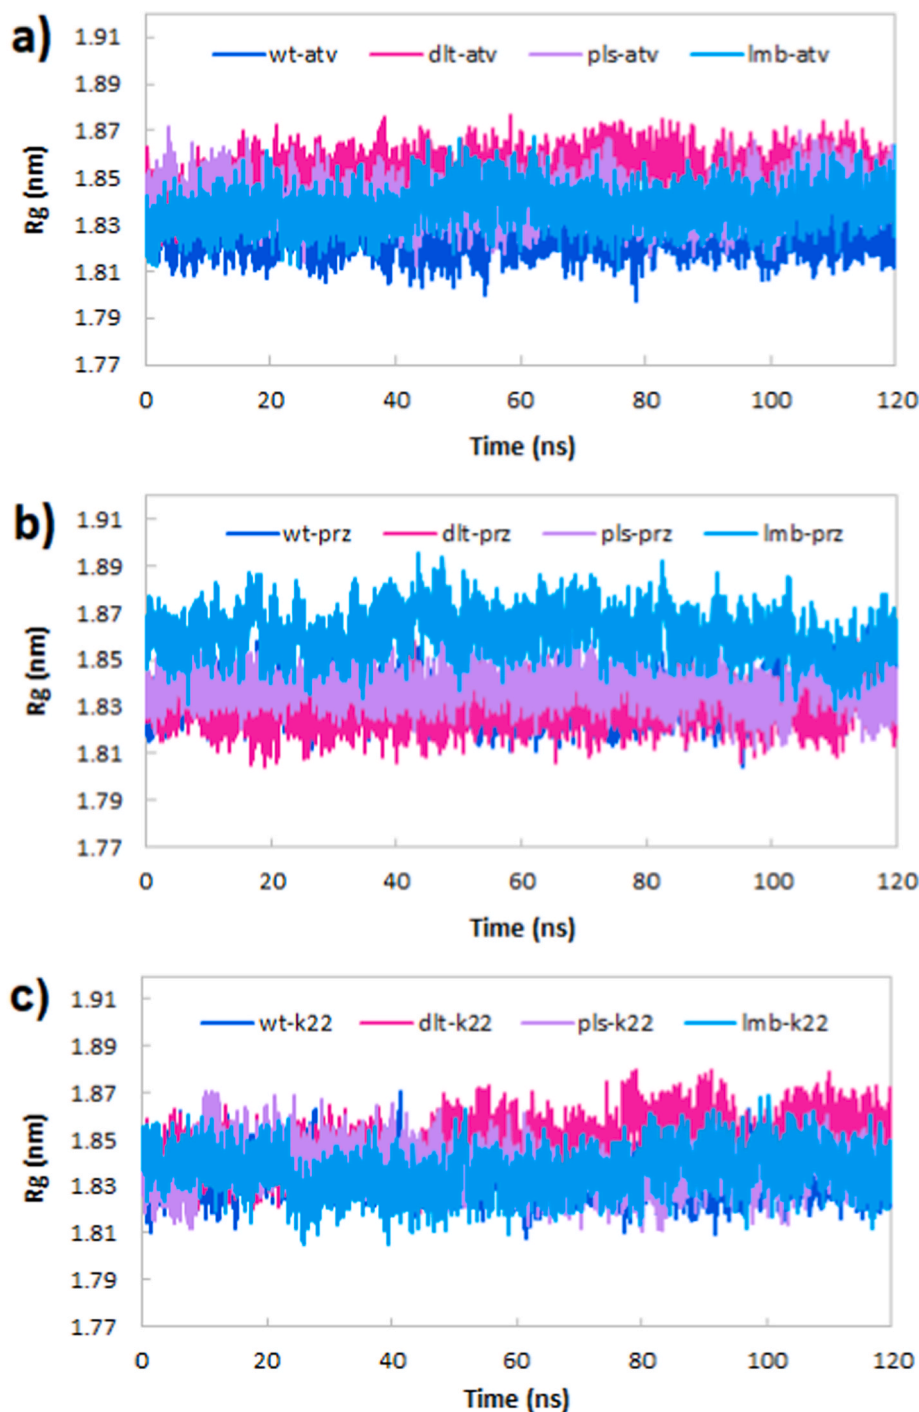 a)
wt-atv dlt-atv pls-atv lmb-atv
Rg (nm)
1.91
1.89
1.87
1.85
1.83
1.81
1.79
1.77
0 20 40 60 80 100 120
Time (ns)
b)
wt-prz dlt-prz pls-prz lmb-prz
Rg (nm)
1.91
1.89
1.87
1.85
1.83
1.81
1.79
1.77
0 20 40 60 80 100 120
Time (ns)
c)
wt-k22 dlt-k22 pls-k22 lmb-k22
Rg (nm)
1.91
1.89
1.87
1.85
1.83
1.81
1.79
1.77
0 20 40 60 80 100 120
Time (ns)